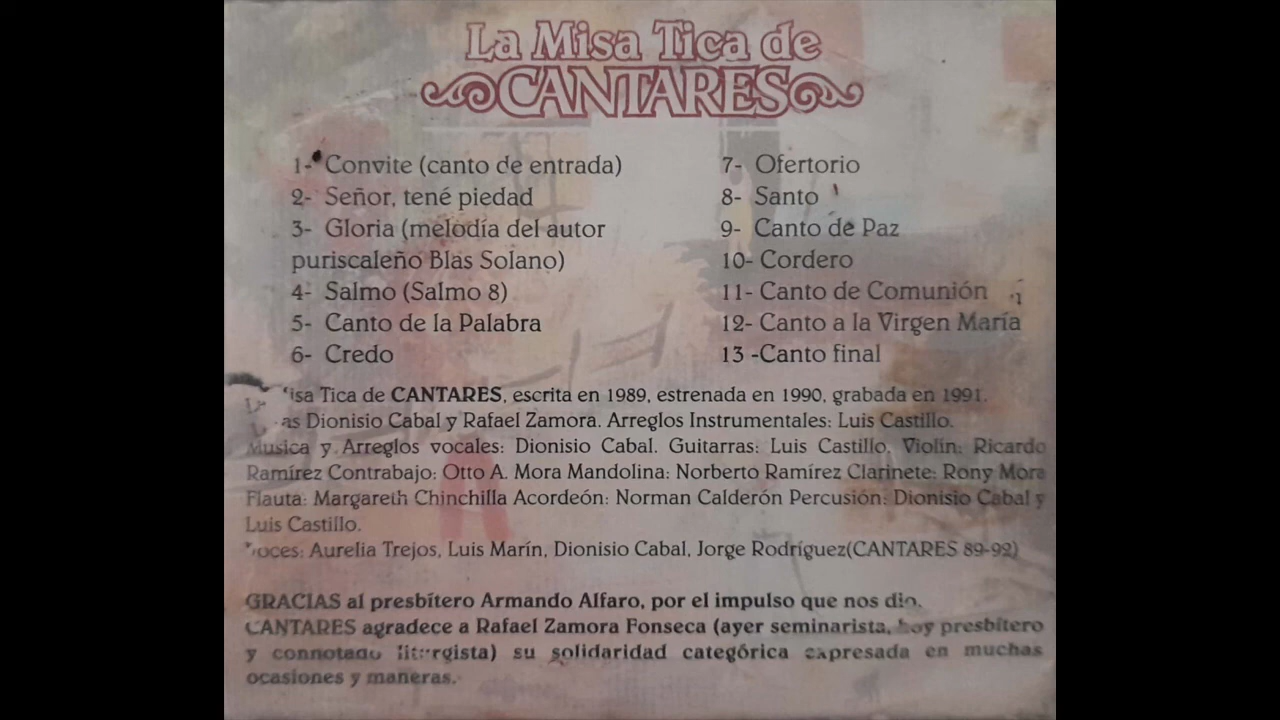 La Misa Tica de
CANTARES
1- Convite (canto de entrada)
2- Señor, tené piedad
3- Gloria (melodía del autor
puriscaleño Blas Solano)
4- Salmo (Salmo 8)
5- Canto de la Palabra
6- Credo
7- Ofertorio
8- Santo
9- Canto de Paz
10- Cordero
11- Canto de Comunión
12- Canto a la Virgen María
13 -Canto final
Tica de CANTARES, escrita en 1989, estrenada en 1990, grabada en 1991.
Dionisio Cabal y Rafael Zamora. Arreglos Instrumentales: Luis Castillo.
Musica y Arreglos vocales: Dionisio Cabal. Guitarras: Luis Castillo. Violín: Ricardo
Ramírez Contrabajo: Otto A. Mora Mandolina: Norberto Ramírez Clarinete: Rony Mora
Flauta: Margareth Chinchilla Acordeón: Norman Calderón Percusión: Dionisio Cabal y
Luis Castillo.
Voces: Aurelia Trejos, Luis Marín, Dionisio Cabal, Jorge Rodríguez(CANTARES 89-92)
GRACIAS al presbítero Armando Alfaro, por el impulso que nos dio.
CANTARES agradece a Rafael Zamora Fonseca (ayer seminarista, hoy presbítero
y connotado liturgista) su solidaridad categórica expresada en muchas
ocasiones y maneras.